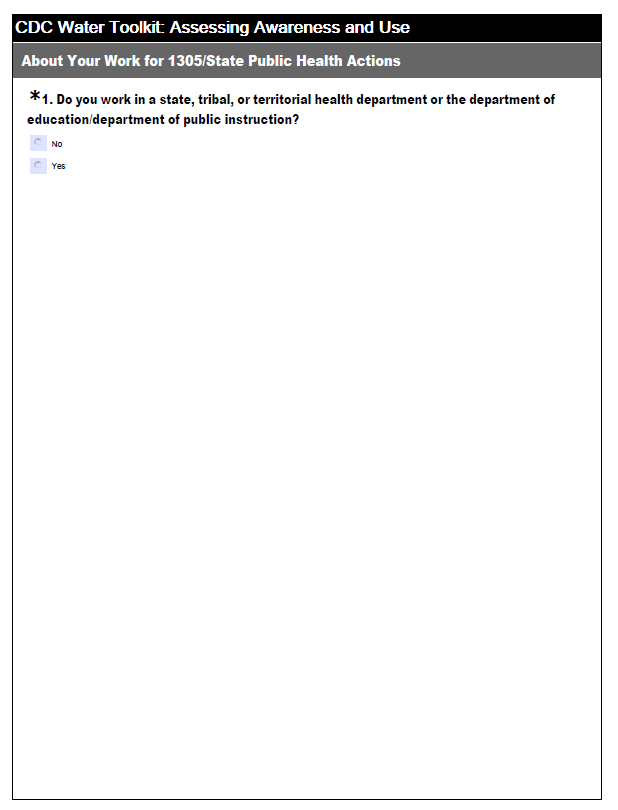 CDC Water Toolkit: Assessing Awareness and Use
About Your Work for 1305/State Public Health Actions
*1. Do you work in a state, tribal, or territorial health department or the department of
education/department of public instruction?
No
Yes